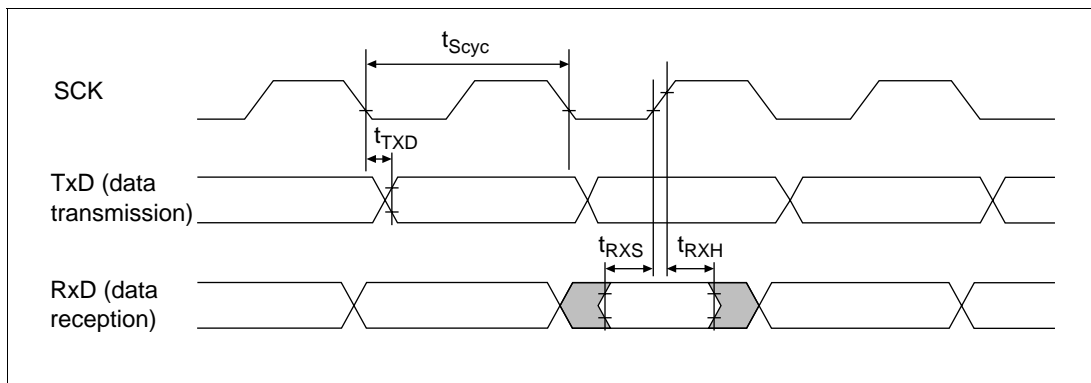 tScyc
SCK
tTXD
TxD (data
transmission)
tRXS
tRXH
RxD (data
reception)